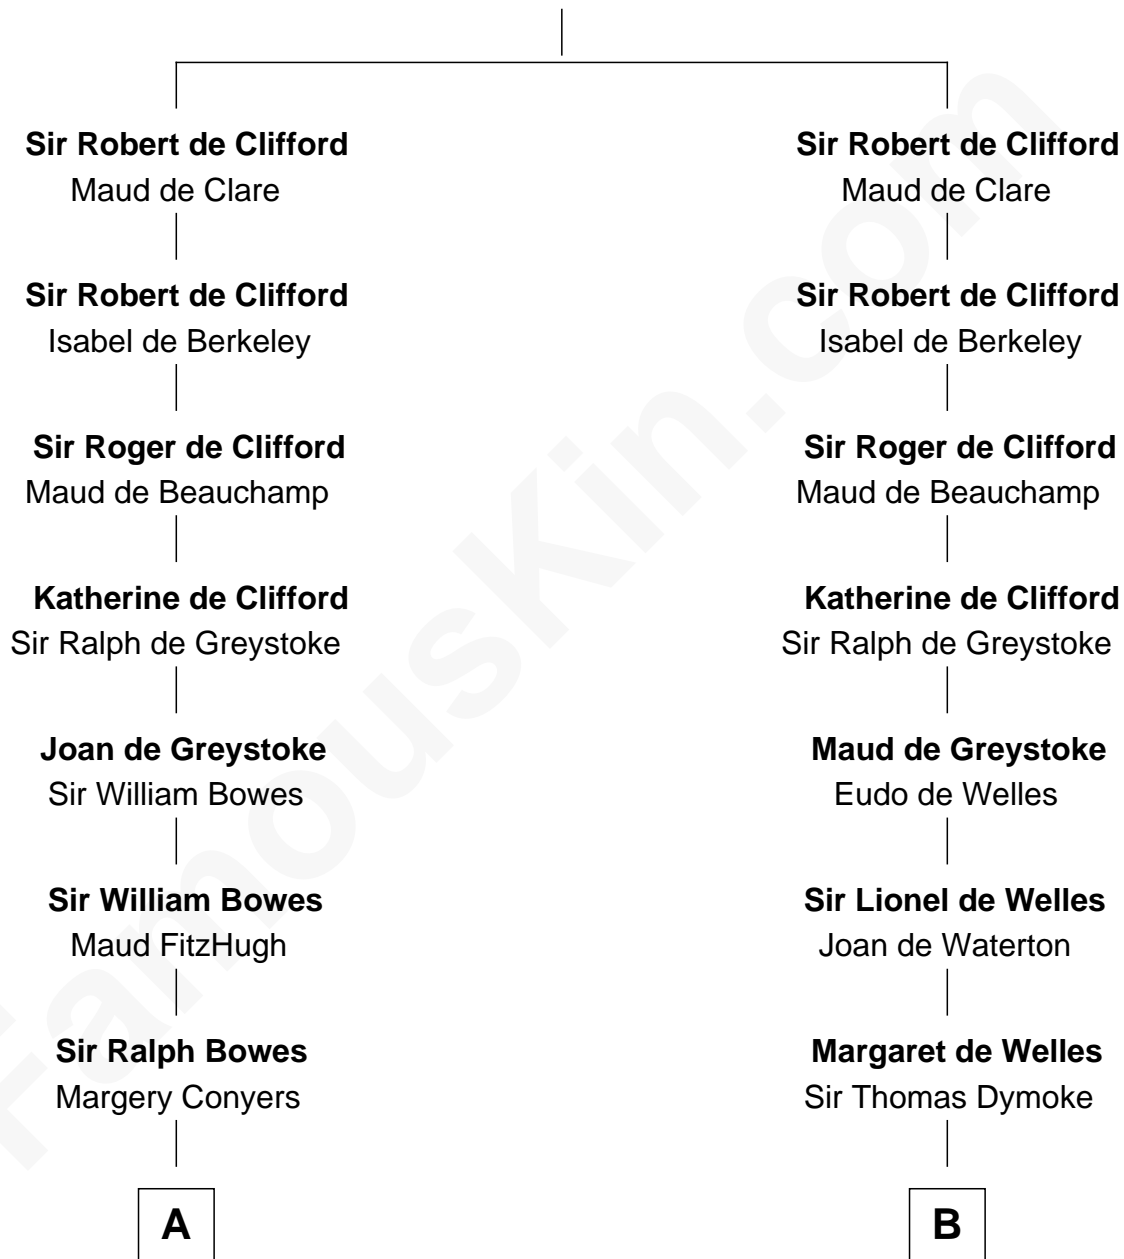 Sir Robert de Clifford
Maud de Clare
Sir Robert de Clifford
Isabel de Berkeley
Sir Roger de Clifford
Maud de Beauchamp
Katherine de Clifford
Sir Ralph de Greystoke
Joan de Greystoke
Sir William Bowes
Sir William Bowes
Maud FitzHugh
Sir Ralph Bowes
Margery Conyers
A
Sir Robert de Clifford
Maud de Clare
Sir Robert de Clifford
Isabel de Berkeley
Sir Roger de Clifford
Maud de Beauchamp
Katherine de Clifford
Sir Ralph de Greystoke
Maud de Greystoke
Eudo de Welles
Sir Lionel de Welles
Joan de Waterton
Margaret de Welles
Sir Thomas Dymoke
B
FamousKin.com